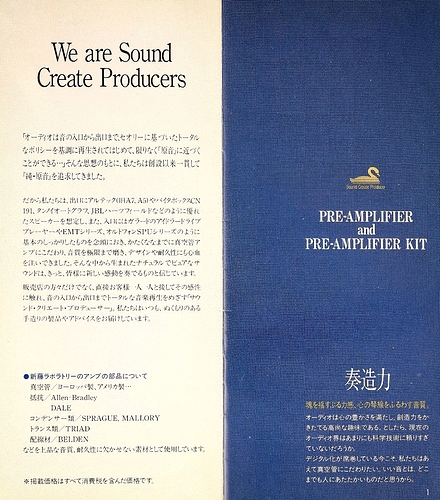 We are Sound
Create Producers
「オーディオは音の入口から出口まで、セオリーに基づいたトータル
なポリシーを基調に再生されてはじめて、限りなく「原音」に近づく
ことができる…」そんな思想のもとに、私たちは創設以来一貫して
「純・原音」を追求してきました。
だから私たちは、出口にアルテックのA7、A5やバイタボックスCN
191、タンノイオートグラフ、JBLハーツフィールドなどのように優れ
たスピーカーを想定し、また、入口にはガラードのアイドラードライブ
プレーヤーやEMTシリーズ、オルトフォンSPUシリーズのように
基本のしっかりしたものを念頭におき、かたくななまでに真空管ア
ンプにこだわり、音質を極限まで磨き、デザインや耐久性にも心血
を注いできました。そんな中から生まれたナチュラルでピュアなサ
ウンドは、きっと、皆様に新しい感動を奏でるものと信じています。
販売店の方々だけでなく、直接お客様一人一人と接してその感性
に触れ、音の入口から出口までトータルな音楽再生をめざす「サウ
ンド・クリエート・プロデューサー」。私たちはいつも、ぬくもりのある
手造りの製品やアドバイスをお届けしています。
●新藤ラボラトリーのアンプの部品について
真空管／ヨーロッパ製、アメリカ製…
抵抗／Allen-Bradley
DALE
コンデンサー類／SPRAGUE, MALLORY
トランス類／TRIAD
配線材／BELDEN
などを上品な音質、耐久性に欠かせない素材として使用しています。
※掲載価格はすべて消費税を含んだ価格です。
Sound Create Producer
PRE-AMPLIFIER
and
PRE-AMPLIFIER KIT
奏造力
魂を揺すぶる力感、心の琴線をふるわす音質。
オーディオは心の豊かさを満たし、創造力をか
きたてる高尚な趣味である。としたら、現在の
オーディオ界はあまりにも科学技術に頼りすぎ
ていないだろうか。
デジタル化が席巻している今こそ、私たちはあ
えて真空管にこだわりたい。いい音とは、どこ
までも人にあたたかいものだと思うから。
1